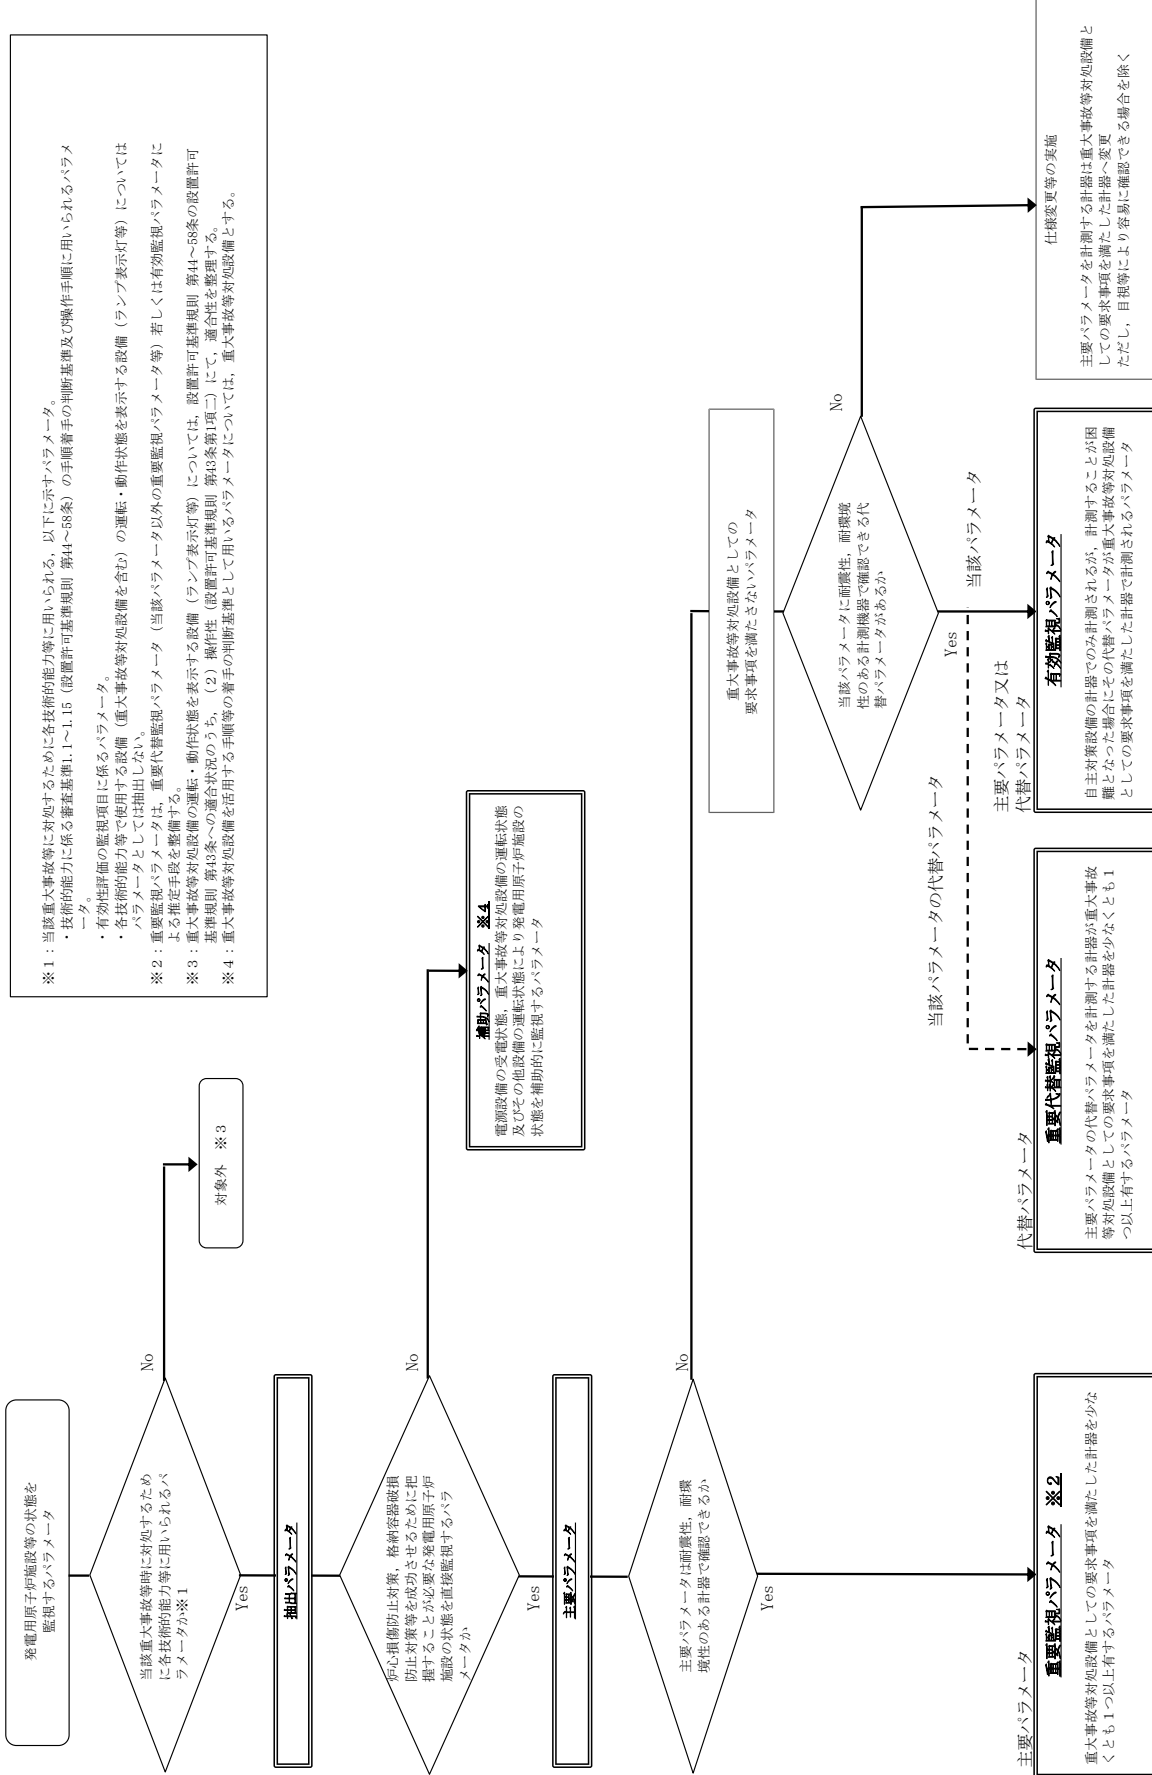 発電用原子炉施設等の状態を
監視するパラメータ
当該重大事故等時に対処するため
に各技術的能力等に用いられるパ
ラメータか※1
No
対象外　※3
Yes
抽出パラメータ
炉心損傷防止対策，格納容器破損
防止対策等を成功させるために把
握することが必要な発電用原子炉
施設の状態を直接監視するパラ
メータか
No
補助パラメータ　※4
電源設備の受電状態，重大事故等対処設備の運転状態
及びその他設備の運転状態により発電用原子炉施設の
状態を補助的に監視するパラメータ
Yes
主要パラメータ
主要パラメータは耐震性，耐環
境性のある計器で確認できるか
No
重大事故等対処設備としての
要求事項を満たさないパラメータ
当該パラメータに耐震性，耐環境
性のある計測機器で確認できる代
替パラメータがあるか
No
Yes
Yes
当該パラメータ
当該パラメータの代替パラメータ
主要パラメータ又は
代替パラメータ
主要パラメータ
重要監視パラメータ　※2
重大事故等対処設備としての要求事項を満たした計器を少な
くとも1つ以上有するパラメータ
代替パラメータ
重要代替監視パラメータ
主要パラメータの代替パラメータを計測する計器が重大事故
等対処設備としての要求事項を満たした計器を少なくとも1
つ以上有するパラメータ
有効監視パラメータ
自主対策設備の計器でのみ計測されるが，計測することが困
難となった場合にその代替パラメータが重大事故等対処設備
としての要求事項を満たした計器で計測されるパラメータ
仕様変更等の実施
主要パラメータを計測する計器は重大事故等対処設備と
しての要求事項を満たした計器へ変更
ただし，目視等により容易に確認できる場合を除く
※1：当該重大事故等に対処するために各技術的能力等に用いられる，以下に示すパラメータ。
・技術的能力に係る審査基準1.1～1.15（設置許可基準規則 第44～58条）の手順着手の判断基準及び操作手順に用いられるパラメ
ータ。
・有効性評価の監視項目に係るパラメータ。
・各技術的能力等で使用する設備（重大事故等対処設備を含む）の運転・動作状態を表示する設備（ランプ表示灯等）については
パラメータとしては抽出しない。
※2：重要監視パラメータは，重要代替監視パラメータ（当該パラメータ以外の重要監視パラメータ等）若しくは有効監視パラメータに
よる推定手段を整備する。
※3：重大事故等対処設備の運転・動作状態を表示する設備（ランプ表示灯等）については，設置許可基準規則 第44～58条の設置許可
基準規則 第43条への適合状況のうち，（2）操作性（設置許可基準規則 第43条第1項二）にて，適合性を整理する。
※4：重大事故等対処設備を活用する手順等の着手の判断基準として用いるパラメータについては，重大事故等対処設備とする。